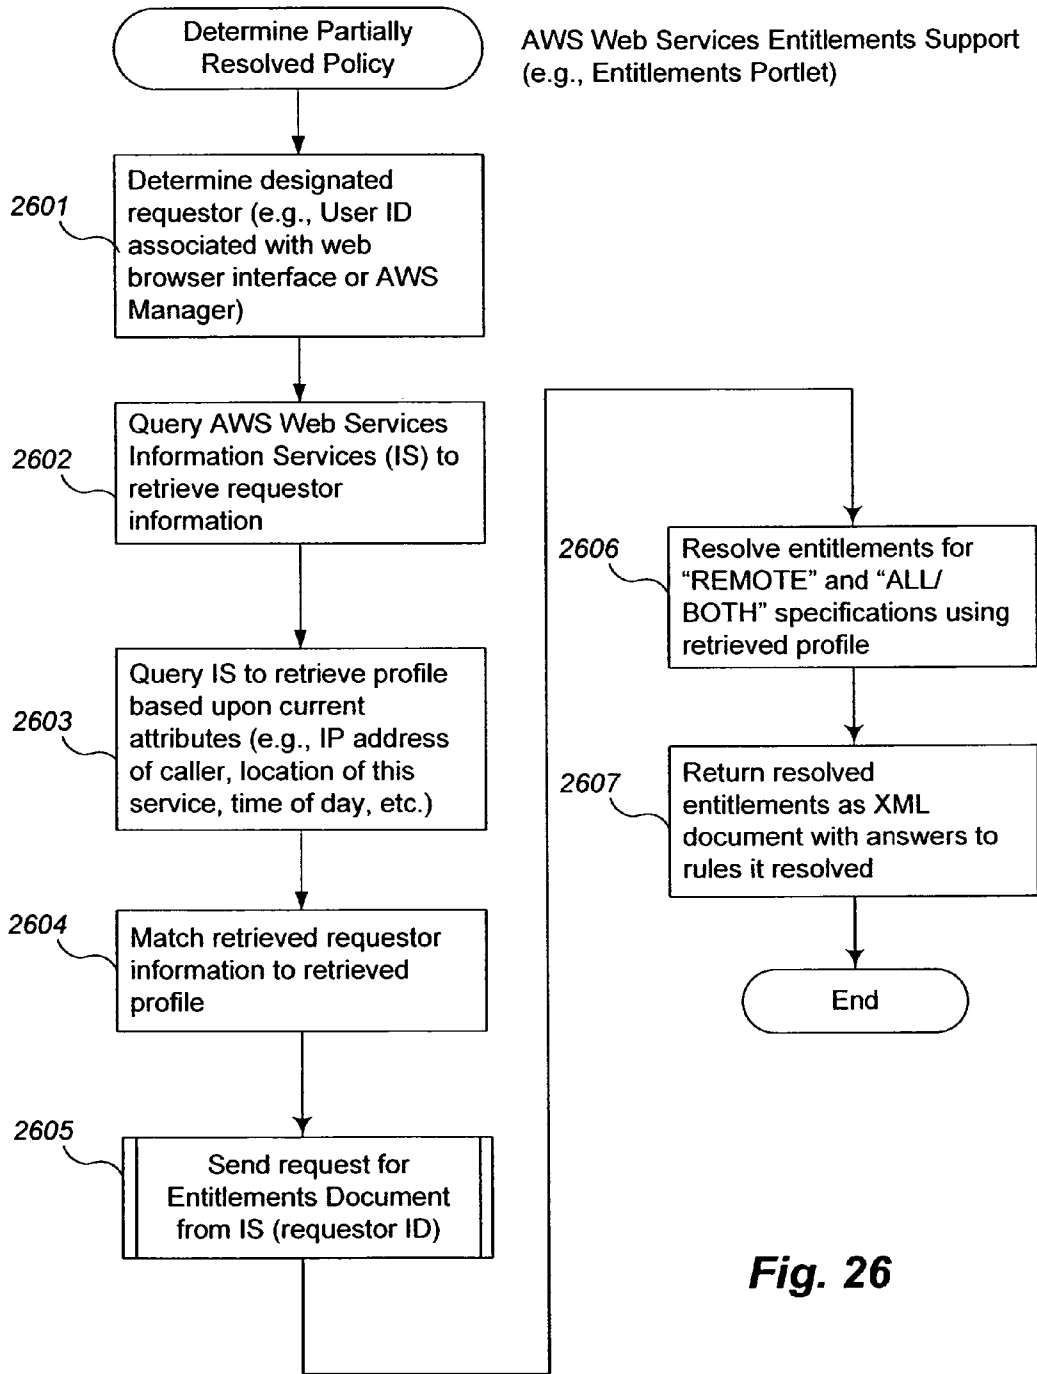 Determine Partially
Resolved Policy
AWS Web Services Entitlements Support
(e.g., Entitlements Portlet)
2601
Determine designated
requestor (e.g., User ID
associated with web
browser interface or AWS
Manager)
2602
Query AWS Web Services
Information Services (IS) to
retrieve requestor
information
2603
Query IS to retrieve profile
based upon current
attributes (e.g., IP address
of caller, location of this
service, time of day, etc.)
2604
Match retrieved requestor
information to retrieved
profile
2605
Send request for
Entitlements Document
from IS (requestor ID)
2606
Resolve entitlements for
“REMOTE” and “ALL/
BOTH” specifications using
retrieved profile
2607
Return resolved
entitlements as XML
document with answers to
rules it resolved
End
Fig. 26